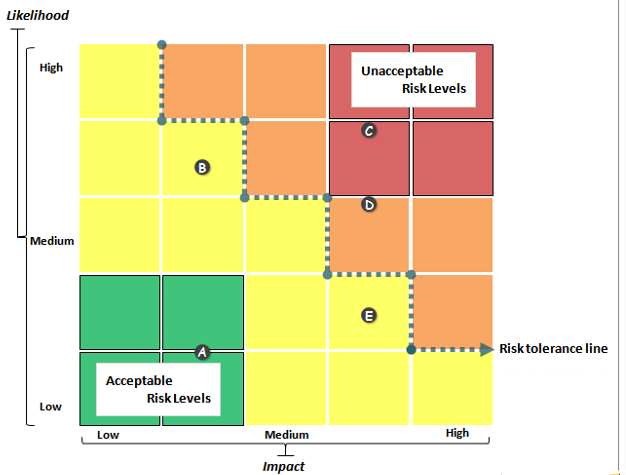 Likelihood
High
Unacceptable
Risk Levels
C
B
D
Medium
E
A
Risk tolerance line
Acceptable
Risk Levels
Low
Low
Medium
High
Impact